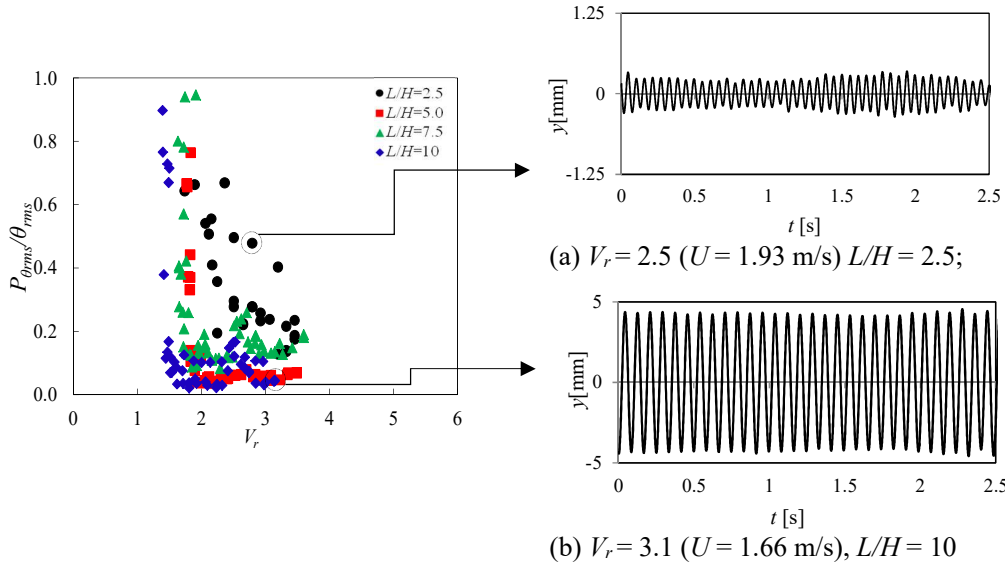 1.0
0.8
0.6
0.4
0.2
0.0
0 1 2 3 4 5 6
P_θrms/θ_rms
V_r
L/H=2.5
L/H=5.0
L/H=7.5
L/H=10
1.25
0
-1.25
y[mm]
0 0.5 1 1.5 2 2.5
t [s]
(a) V_r = 2.5 (U = 1.93 m/s) L/H = 2.5;
5
0
-5
y[mm]
0 0.5 1 1.5 2 2.5
t [s]
(b) V_r = 3.1 (U = 1.66 m/s), L/H = 10